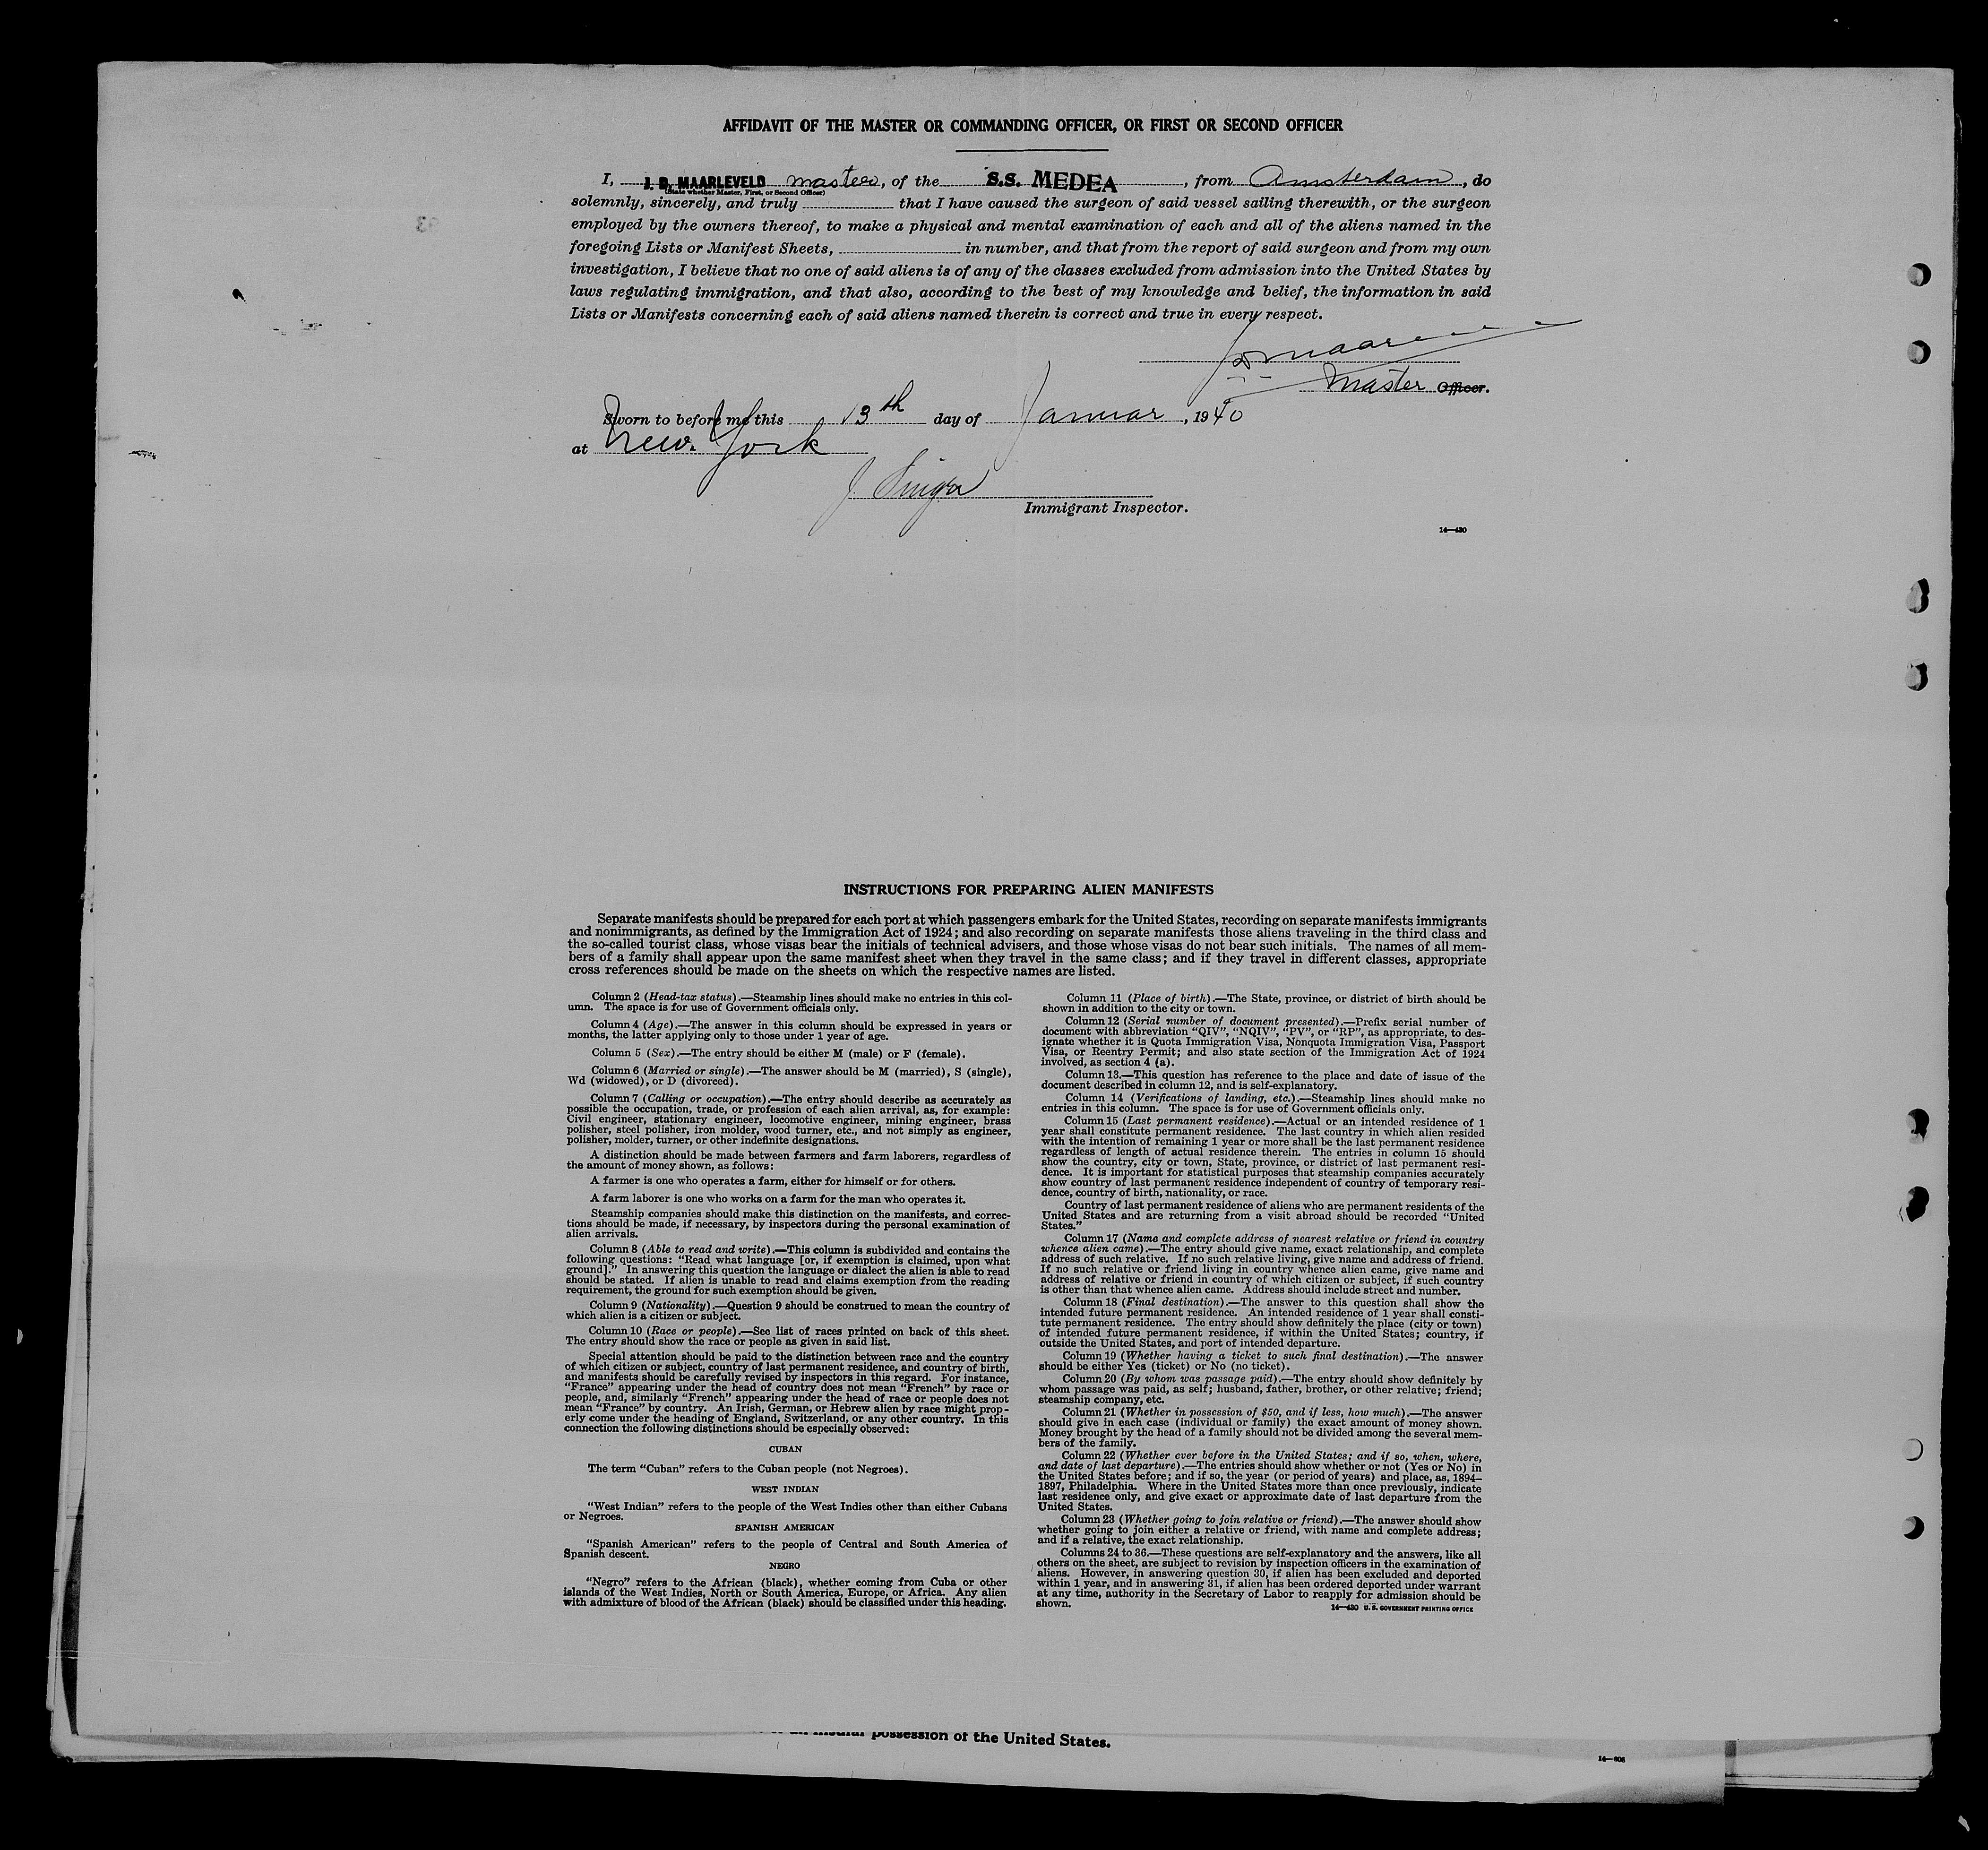 AFFIDAVIT OF THE MASTER OR COMMANDING OFFICER, OR FIRST OR SECOND OFFICER
I, J. D. MAARLEVELD master, of the S.S. MEDEA, from Amsterdam, do
(State whether Master, First, or Second Officer)
solemnly, sincerely, and truly that I have caused the surgeon of said vessel sailing therewith, or the surgeon
employed by the owners thereof, to make a physical and mental examination of each and all of the aliens named in the
foregoing Lists or Manifest Sheets, in number, and that from the report of said surgeon and from my own
investigation, I believe that no one of said aliens is of any of the classes excluded from admission into the United States by
laws regulating immigration, and that also, according to the best of my knowledge and belief, the information in said
Lists or Manifests concerning each of said aliens named therein is correct and true in every respect.
Master Officer.
Sworn to before me this 13th day of Januar, 1940
at New York
Immigrant Inspector.
14—430
INSTRUCTIONS FOR PREPARING ALIEN MANIFESTS
Separate manifests should be prepared for each port at which passengers embark for the United States, recording on separate manifests immigrants
and nonimmigrants, as defined by the Immigration Act of 1924; and also recording on separate manifests those aliens traveling in the third class and
the so-called tourist class, whose visas bear the initials of technical advisers, and those whose visas do not bear such initials. The names of all mem-
bers of a family shall appear upon the same manifest sheet when they travel in the same class; and if they travel in different classes, appropriate
cross references should be made on the sheets on which the respective names are listed.
Column 2 (Head-tax status).—Steamship lines should make no entries in this col-
umn. The space is for use of Government officials only.
Column 4 (Age).—The answer in this column should be expressed in years or
months, the latter applying only to those under 1 year of age.
Column 5 (Sex).—The entry should be either M (male) or F (female).
Column 6 (Married or single).—The answer should be M (married), S (single),
Wd (widowed), or D (divorced).
Column 7 (Calling or occupation).—The entry should describe as accurately as
possible the occupation, trade, or profession of each alien arrival, as, for example:
Civil engineer, stationary engineer, locomotive engineer, mining engineer, brass
polisher, steel polisher, iron molder, wood turner, etc., and not simply as engineer,
polisher, molder, turner, or other indefinite designations.
A distinction should be made between farmers and farm laborers, regardless of
the amount of money shown, as follows:
A farmer is one who operates a farm, either for himself or for others.
A farm laborer is one who works on a farm for the man who operates it.
Steamship companies should make this distinction on the manifests, and correc-
tions should be made, if necessary, by inspectors during the personal examination of
alien arrivals.
Column 8 (Able to read and write).—This column is subdivided and contains the
following questions: "Read what language [or, if exemption is claimed, upon what
ground]." In answering this question the language or dialect the alien is able to read
should be stated. If alien is unable to read and claims exemption from the reading
requirement, the ground for such exemption should be given.
Column 9 (Nationality).—Question 9 should be construed to mean the country of
which alien is a citizen or subject.
Column 10 (Race or people).—See list of races printed on back of this sheet.
The entry should show the race or people as given in said list.
Special attention should be paid to the distinction between race and the country
of which citizen or subject, country of last permanent residence, and country of birth,
and manifests should be carefully revised by inspectors in this regard. For instance,
"France" appearing under the head of country does not mean "French" by race or
people, and, similarly "French" appearing under the head of race or people does not
mean "France" by country. An Irish, German, or Hebrew alien by race might prop-
erly come under the heading of England, Switzerland, or any other country. In this
connection the following distinctions should be especially observed:
CUBAN
The term "Cuban" refers to the Cuban people (not Negroes).
WEST INDIAN
"West Indian" refers to the people of the West Indies other than either Cubans
or Negroes.
SPANISH AMERICAN
"Spanish American" refers to the people of Central and South America of
Spanish descent.
NEGRO
"Negro" refers to the African (black), whether coming from Cuba or other
islands of the West Indies, North or South America, Europe, or Africa. Any alien
with admixture of blood of the African (black) should be classified under this heading.
Column 11 (Place of birth).—The State, province, or district of birth should be
shown in addition to the city or town.
Column 12 (Serial number of document presented).—Prefix serial number of
document with abbreviation "QIV", "NQIV", "PV", or "RP", as appropriate, to des-
ignate whether it is Quota Immigration Visa, Nonquota Immigration Visa, Passport
Visa, or Reentry Permit; and also state section of the Immigration Act of 1924
involved, as section 4 (a).
Column 13.—This question has reference to the place and date of issue of the
document described in column 12, and is self-explanatory.
Column 14 (Verifications of landing, etc.).—Steamship lines should make no
entries in this column. The space is for use of Government officials only.
Column 15 (Last permanent residence).—Actual or an intended residence of 1
year shall constitute permanent residence. The last country in which alien resided
with the intention of remaining 1 year or more shall be the last permanent residence
regardless of length of actual residence therein. The entries in column 15 should
show the country, city or town, State, province, or district of last permanent resi-
dence. It is important for statistical purposes that steamship companies accurately
show country of last permanent residence independent of country of temporary resi-
dence, country of birth, nationality, or race.
Country of last permanent residence of aliens who are permanent residents of the
United States and are returning from a visit abroad should be recorded "United
States."
Column 17 (Name and complete address of nearest relative or friend in country
whence alien came).—The entry should give name, exact relationship, and complete
address of such relative. If no such relative living, give name and address of friend.
If no such relative or friend living in country whence alien came, give name and
address of relative or friend in country of which citizen or subject, if such country
is other than that whence alien came. Address should include street and number.
Column 18 (Final destination).—The answer to this question shall show the
intended future permanent residence. An intended residence of 1 year shall consti-
tute permanent residence. The entry should show definitely the place (city or town)
of intended future permanent residence, if within the United States; country, if
outside the United States, and port of intended departure.
Column 19 (Whether having a ticket to such final destination).—The answer
should be either Yes (ticket) or No (no ticket).
Column 20 (By whom was passage paid).—The entry should show definitely by
whom passage was paid, as self; husband, father, brother, or other relative; friend;
steamship company, etc.
Column 21 (Whether in possession of $50, and if less, how much).—The answer
should give in each case (individual or family) the exact amount of money shown.
Money brought by the head of a family should not be divided among the several mem-
bers of the family.
Column 22 (Whether ever before in the United States; and if so, when, where,
and date of last departure).—The entries should show whether or not (Yes or No) in
the United States before; and if so, the year (or period of years) and place, as, 1894–
1897, Philadelphia. Where in the United States more than once previously, indicate
last residence only, and give exact or approximate date of last departure from the
United States.
Column 23 (Whether going to join relative or friend).—The answer should show
whether going to join either a relative or friend, with name and complete address;
and if a relative, the exact relationship.
Columns 24 to 36.—These questions are self-explanatory and the answers, like all
others on the sheet, are subject to revision by inspection officers in the examination of
aliens. However, in answering question 30, if alien has been excluded and deported
within 1 year, and in answering 31, if alien has been ordered deported under warrant
at any time, authority in the Secretary of Labor to reapply for admission should be
shown.
14—430 U. S. GOVERNMENT PRINTING OFFICE
insular possession of the United States.